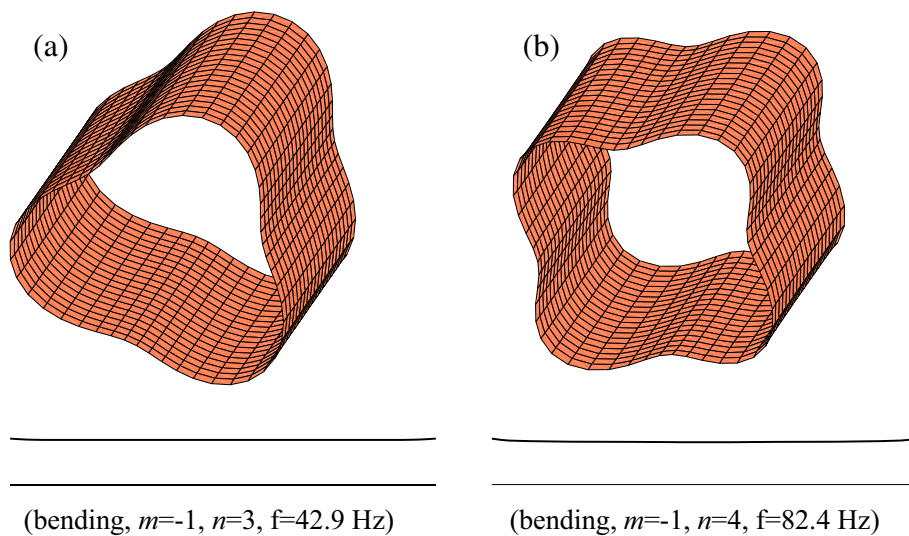 (a)
(b)
(bending, m=-1, n=3, f=42.9 Hz)
(bending, m=-1, n=4, f=82.4 Hz)